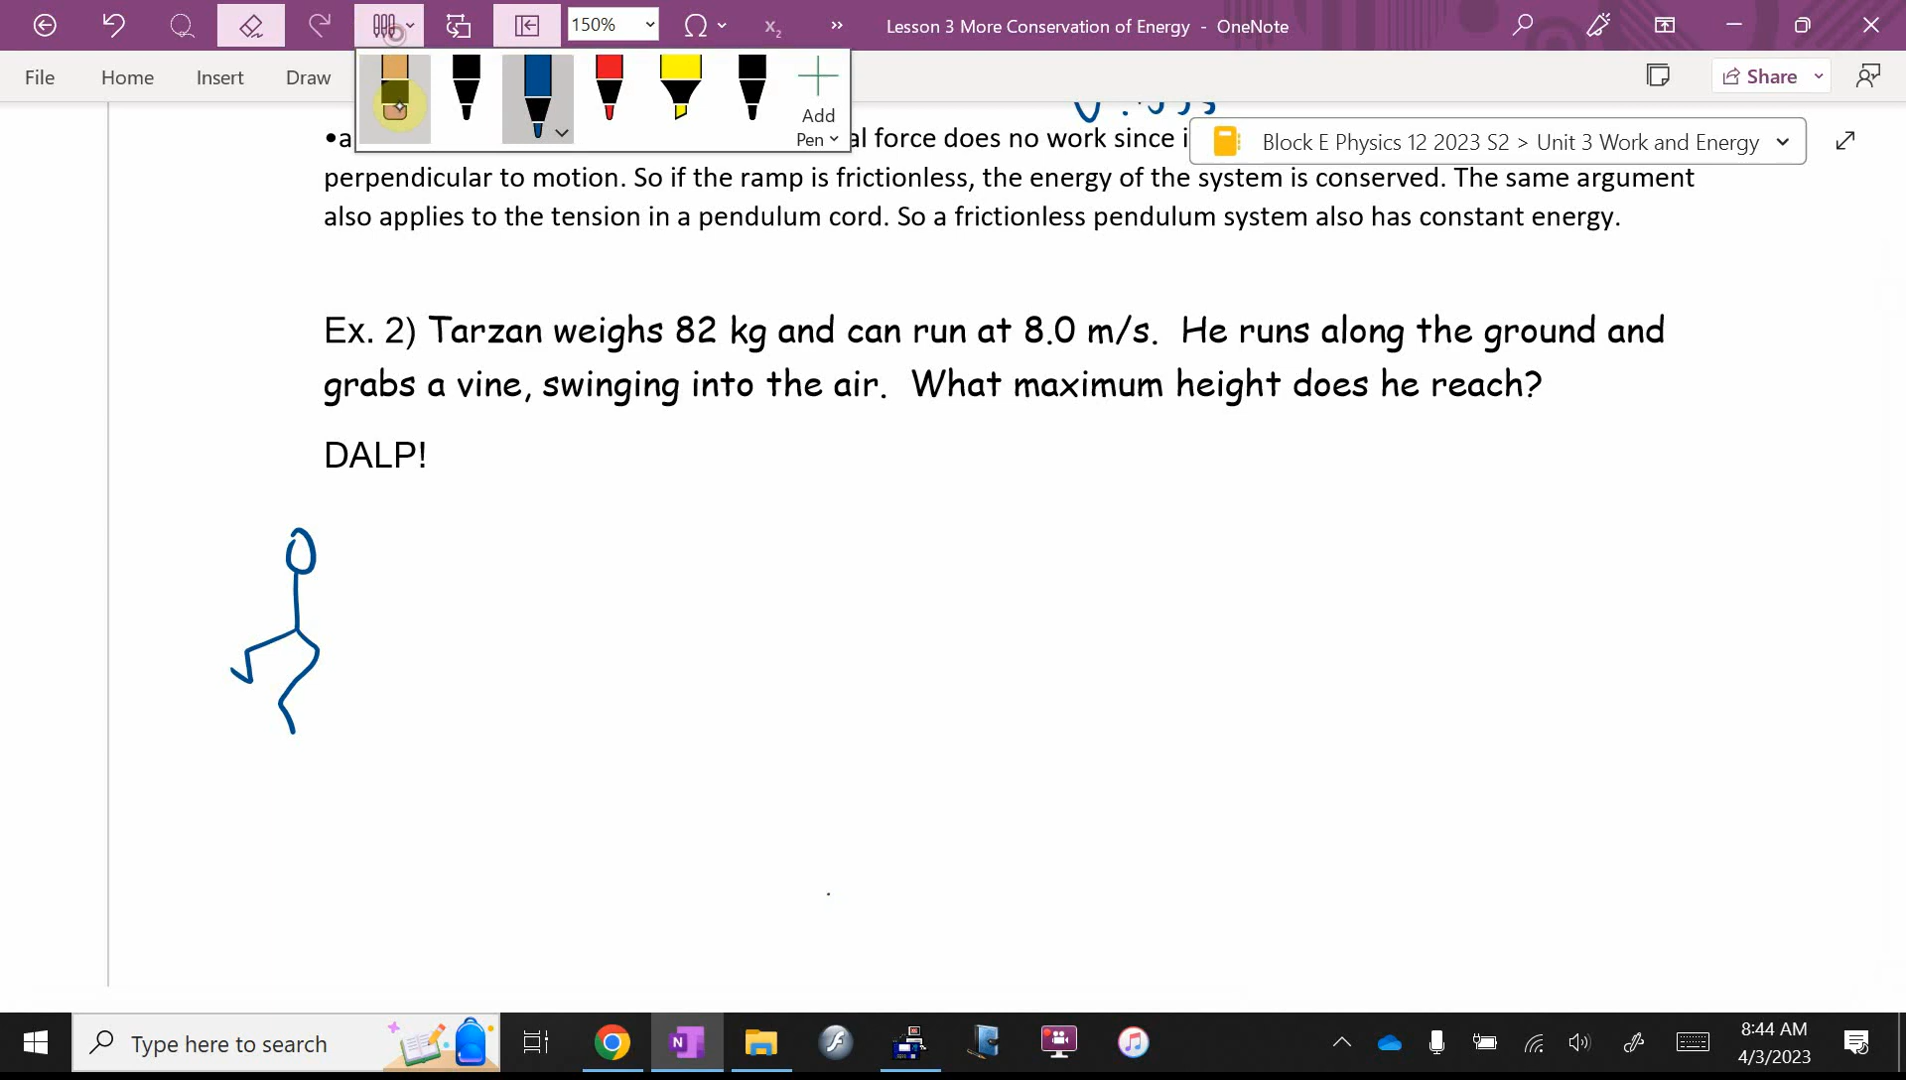 150%
Ω
x₂
»
Lesson 3 More Conservation of Energy - OneNote
File
Home
Insert
Draw
Share
Add
Pen
Block E Physics 12 2023 S2 > Unit 3 Work and Energy
•a al force does no work since i
perpendicular to motion. So if the ramp is frictionless, the energy of the system is conserved. The same argument
also applies to the tension in a pendulum cord. So a frictionless pendulum system also has constant energy.
Ex. 2) Tarzan weighs 82 kg and can run at 8.0 m/s. He runs along the ground and
grabs a vine, swinging into the air. What maximum height does he reach?
DALP!
Type here to search
8:44 AM
4/3/2023